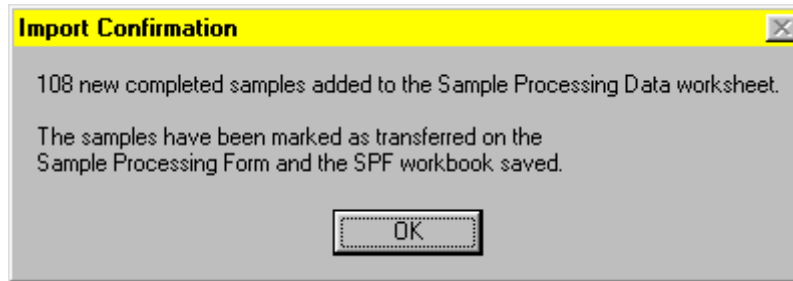 Import Confirmation
108 new completed samples added to the Sample Processing Data worksheet.
The samples have been marked as transferred on the
Sample Processing Form and the SPF workbook saved.
OK